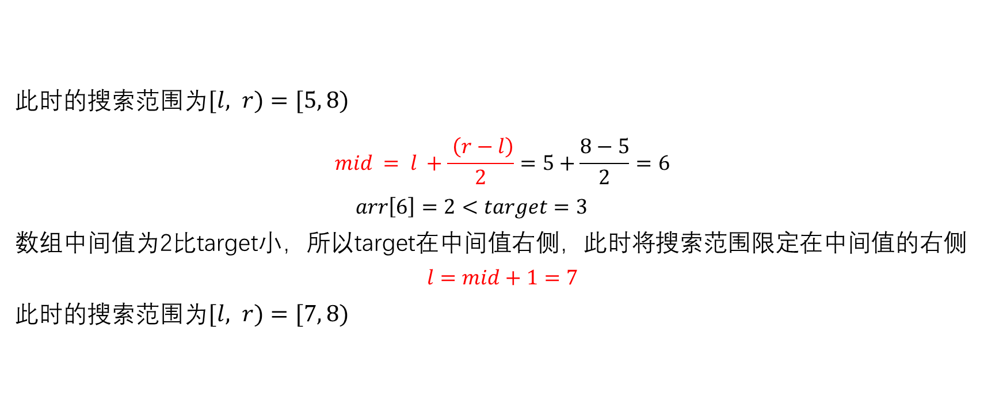 此时的搜索范围为[l, r) = [5,8)
mid = l + (r − l)/2 = 5 + (8 − 5)/2 = 6
arr[6] = 2 < target = 3
数组中间值为2比target小，所以target在中间值右侧，此时将搜索范围限定在中间值的右侧
l = mid + 1 = 7
此时的搜索范围为[l, r) = [7,8)